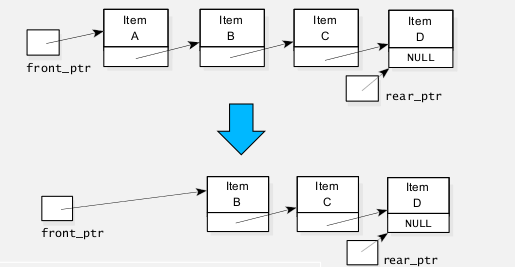 Item Item Item Item
A B C D
NULL
front_ptr
rear_ptr
Item Item Item
B C D
NULL
front_ptr
rear_ptr